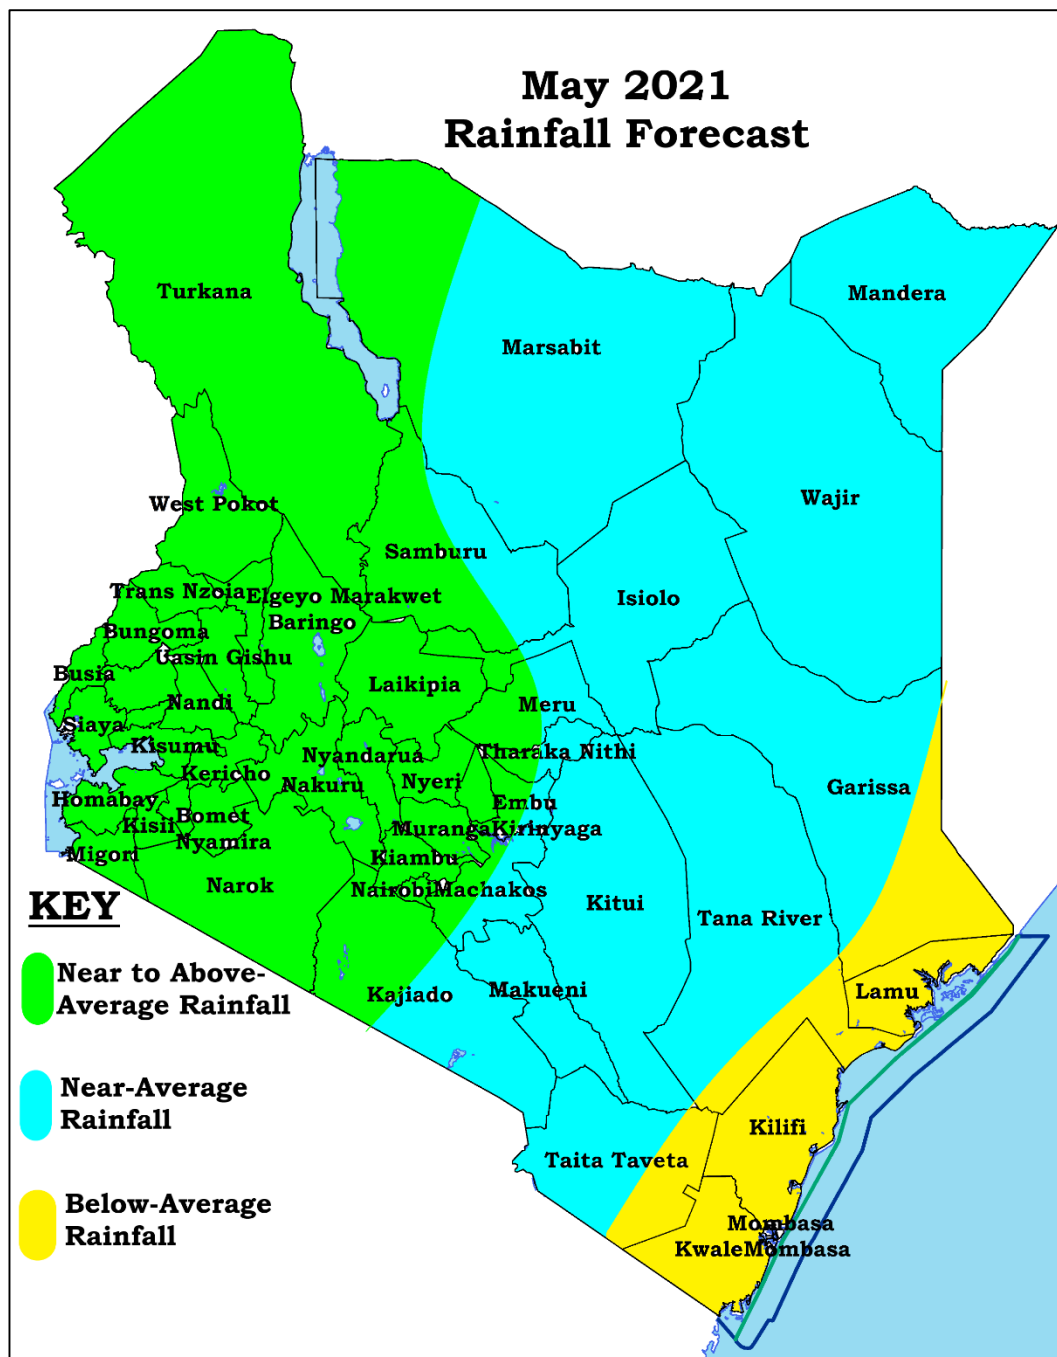 May 2021
Rainfall Forecast
Turkana
Mandera
Marsabit
Wajir
West Pokot
Samburu
Trans Nzoia
Elgeyo Marakwet
Isiolo
Bungoma
Baringo
Uasin Gishu
Busia
Laikipia
Nandi
Meru
Siaya
Kisumu
Nyandarua
Tharaka Nithi
Kericho
Nakuru
Nyeri
Garissa
Homabay
Embu
Bomet
Kisii
Muranga
Kirinyaga
Nyamira
Migori
Kiambu
Narok
Nairobi
Machakos
Kitui
Tana River
KEY
Near to Above-
Average Rainfall
Kajiado
Makueni
Lamu
Near-Average
Rainfall
Kilifi
Taita Taveta
Below-Average
Rainfall
Mombasa
Kwale
Mombasa